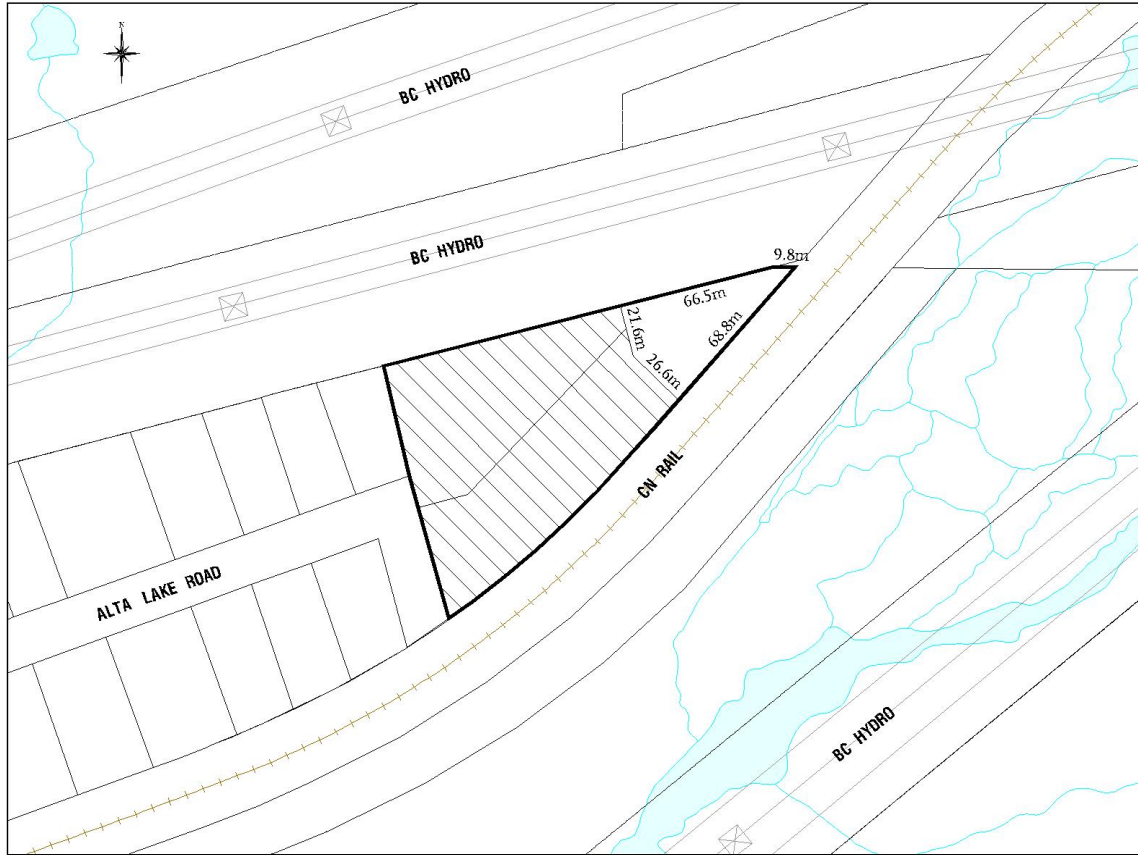 N
BC HYDRO
BC HYDRO
9.8m
66.5m
21.6m
68.8m
26.6m
CN RAIL
ALTA LAKE ROAD
BC HYDRO